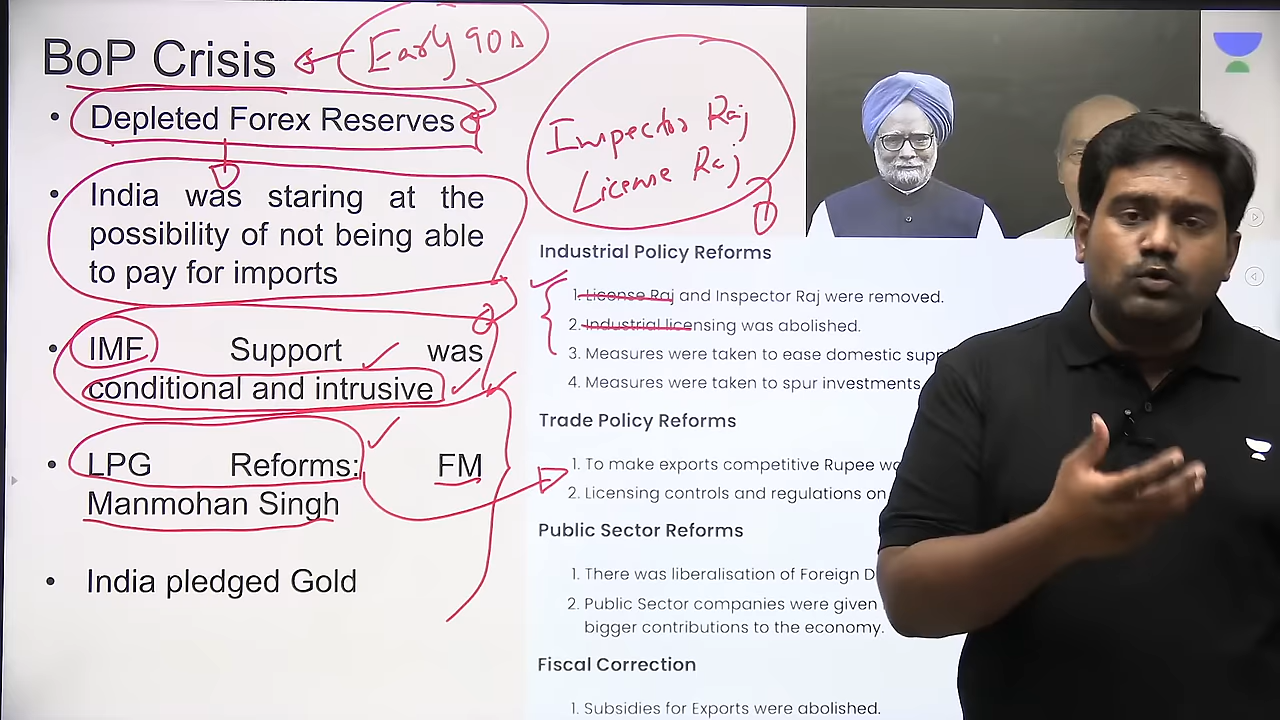 BoP Crisis
Early 90s
• Depleted Forex Reserves
• India was staring at the
possibility of not being able
to pay for imports
• IMF Support was
conditional and intrusive
• LPG Reforms: FM
Manmohan Singh
• India pledged Gold
Inspector Raj
License Raj
Industrial Policy Reforms
1. License Raj and Inspector Raj were removed.
2. Industrial licensing was abolished.
3. Measures were taken to ease domestic
4. Measures were taken to spur investments
Trade Policy Reforms
1. To make exports competitive Rupee
2. Licensing controls and regulations on
Public Sector Reforms
1. There was liberalisation of Foreign
2. Public Sector companies were given
bigger contributions to the economy.
Fiscal Correction
1. Subsidies for Exports were abolished.